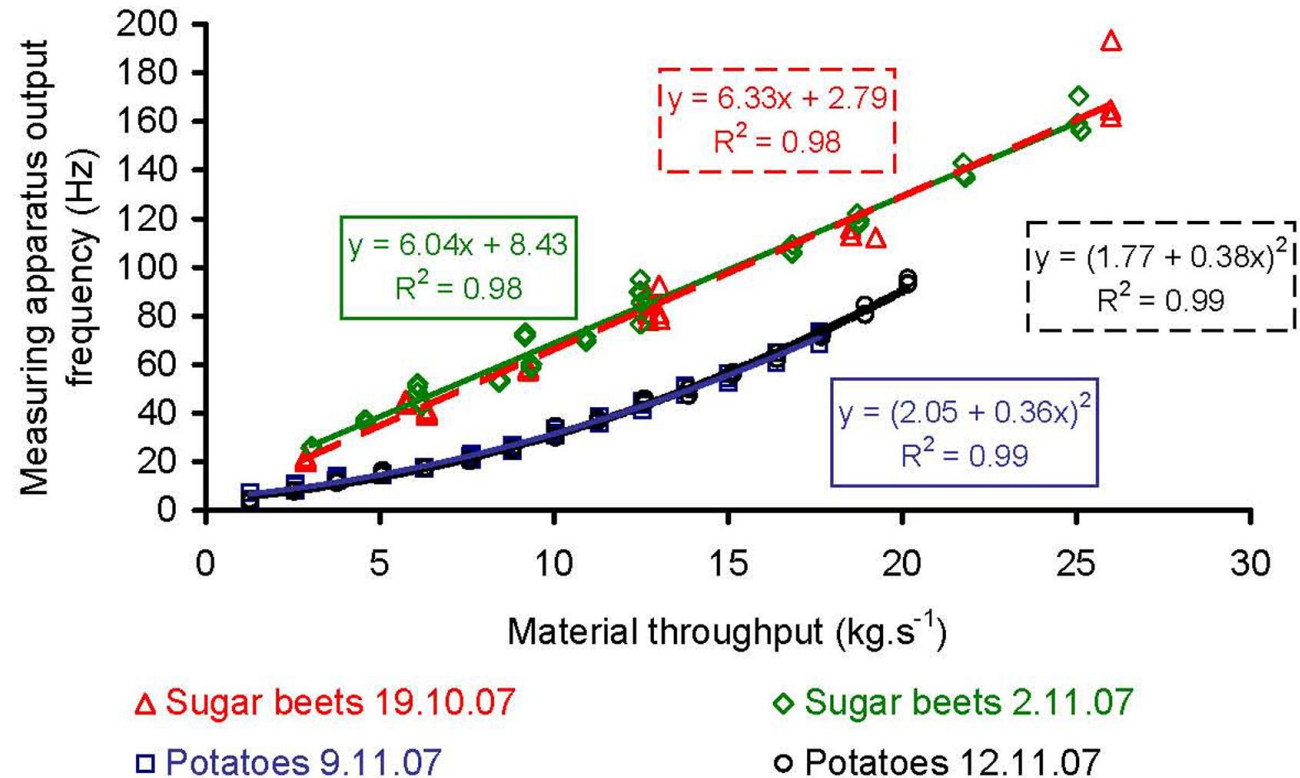 Measuring apparatus output
frequency (Hz)
200
180
160
140
120
100
80
60
40
20
0
y = 6.33x + 2.79
R² = 0.98
y = 6.04x + 8.43
R² = 0.98
y = (1.77 + 0.38x)²
R² = 0.99
y = (2.05 + 0.36x)²
R² = 0.99
0 5 10 15 20 25 30
Material throughput (kg.s⁻¹)
Sugar beets 19.10.07 Sugar beets 2.11.07
Potatoes 9.11.07 Potatoes 12.11.07